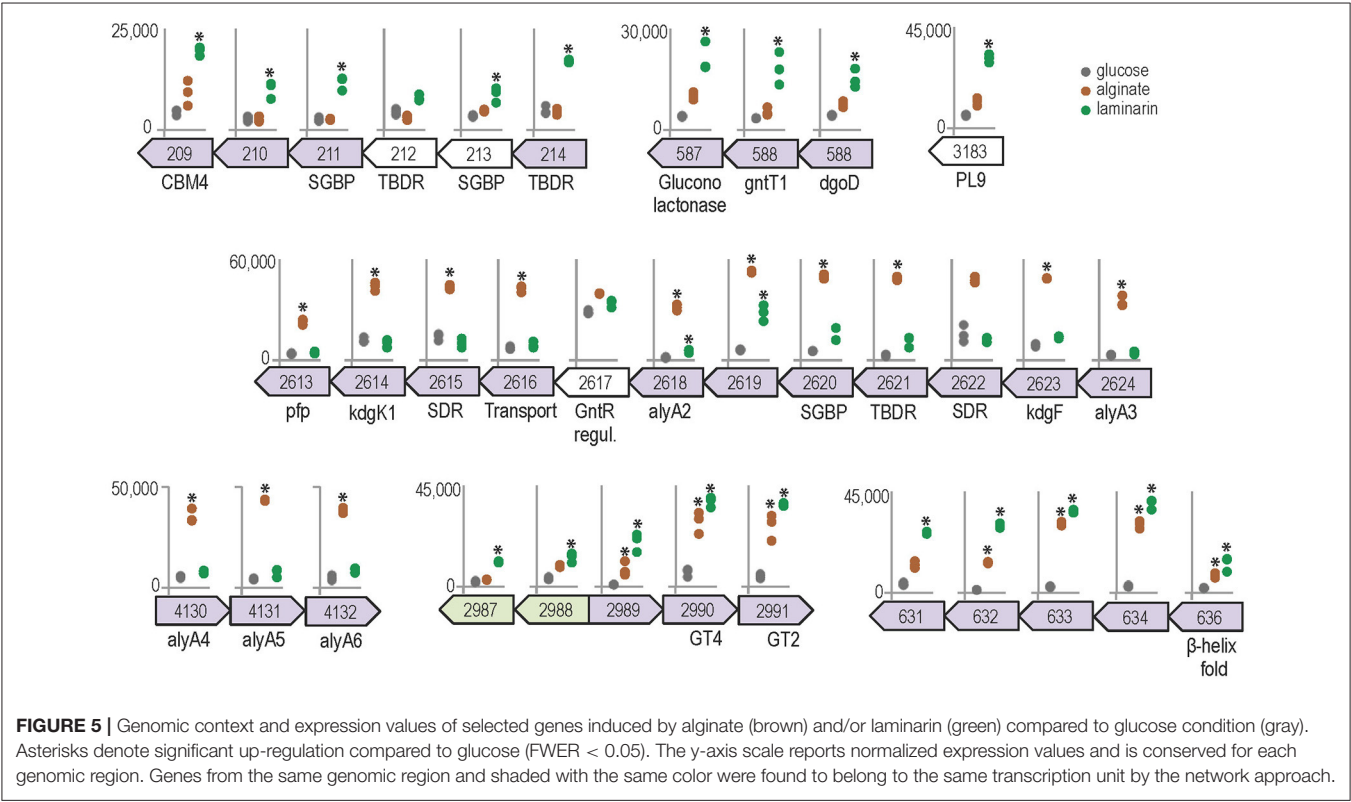 25,000
0
* * * * *
209 210 211 212 213 214
CBM4 SGBP TBDR SGBP TBDR
30,000
0
* * *
587 588 588
Glucono gntT1 dgoD
lactonase
45,000
0
*
3183
PL9
glucose
alginate
laminarin
60,000
0
* * * * * * * * * * *
2613 2614 2615 2616 2617 2618 2619 2620 2621 2622 2623 2624
pfp kdgK1 SDR Transport GntR alyA2 SGBP TBDR SDR kdgF alyA3
regul.
50,000
0
* * *
4130 4131 4132
alyA4 alyA5 alyA6
45,000
0
* * * * * * * *
2987 2988 2989 2990 2991
GT4 GT2
45,000
0
* * * * * * * * *
631 632 633 634 636
β-helix
fold
FIGURE 5 | Genomic context and expression values of selected genes induced by alginate (brown) and/or laminarin (green) compared to glucose condition (gray).
Asterisks denote significant up-regulation compared to glucose (FWER < 0.05). The y-axis scale reports normalized expression values and is conserved for each
genomic region. Genes from the same genomic region and shaded with the same color were found to belong to the same transcription unit by the network approach.